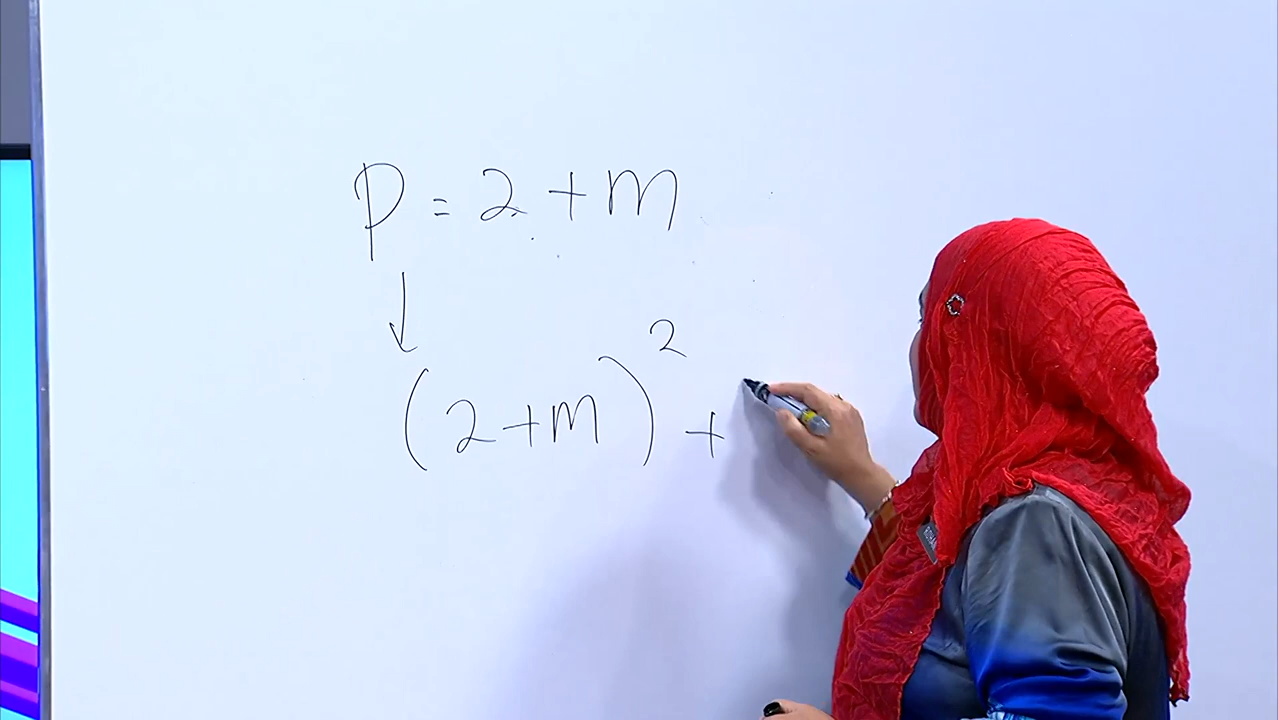 P = 2 + m
↓
(2 + m)² +